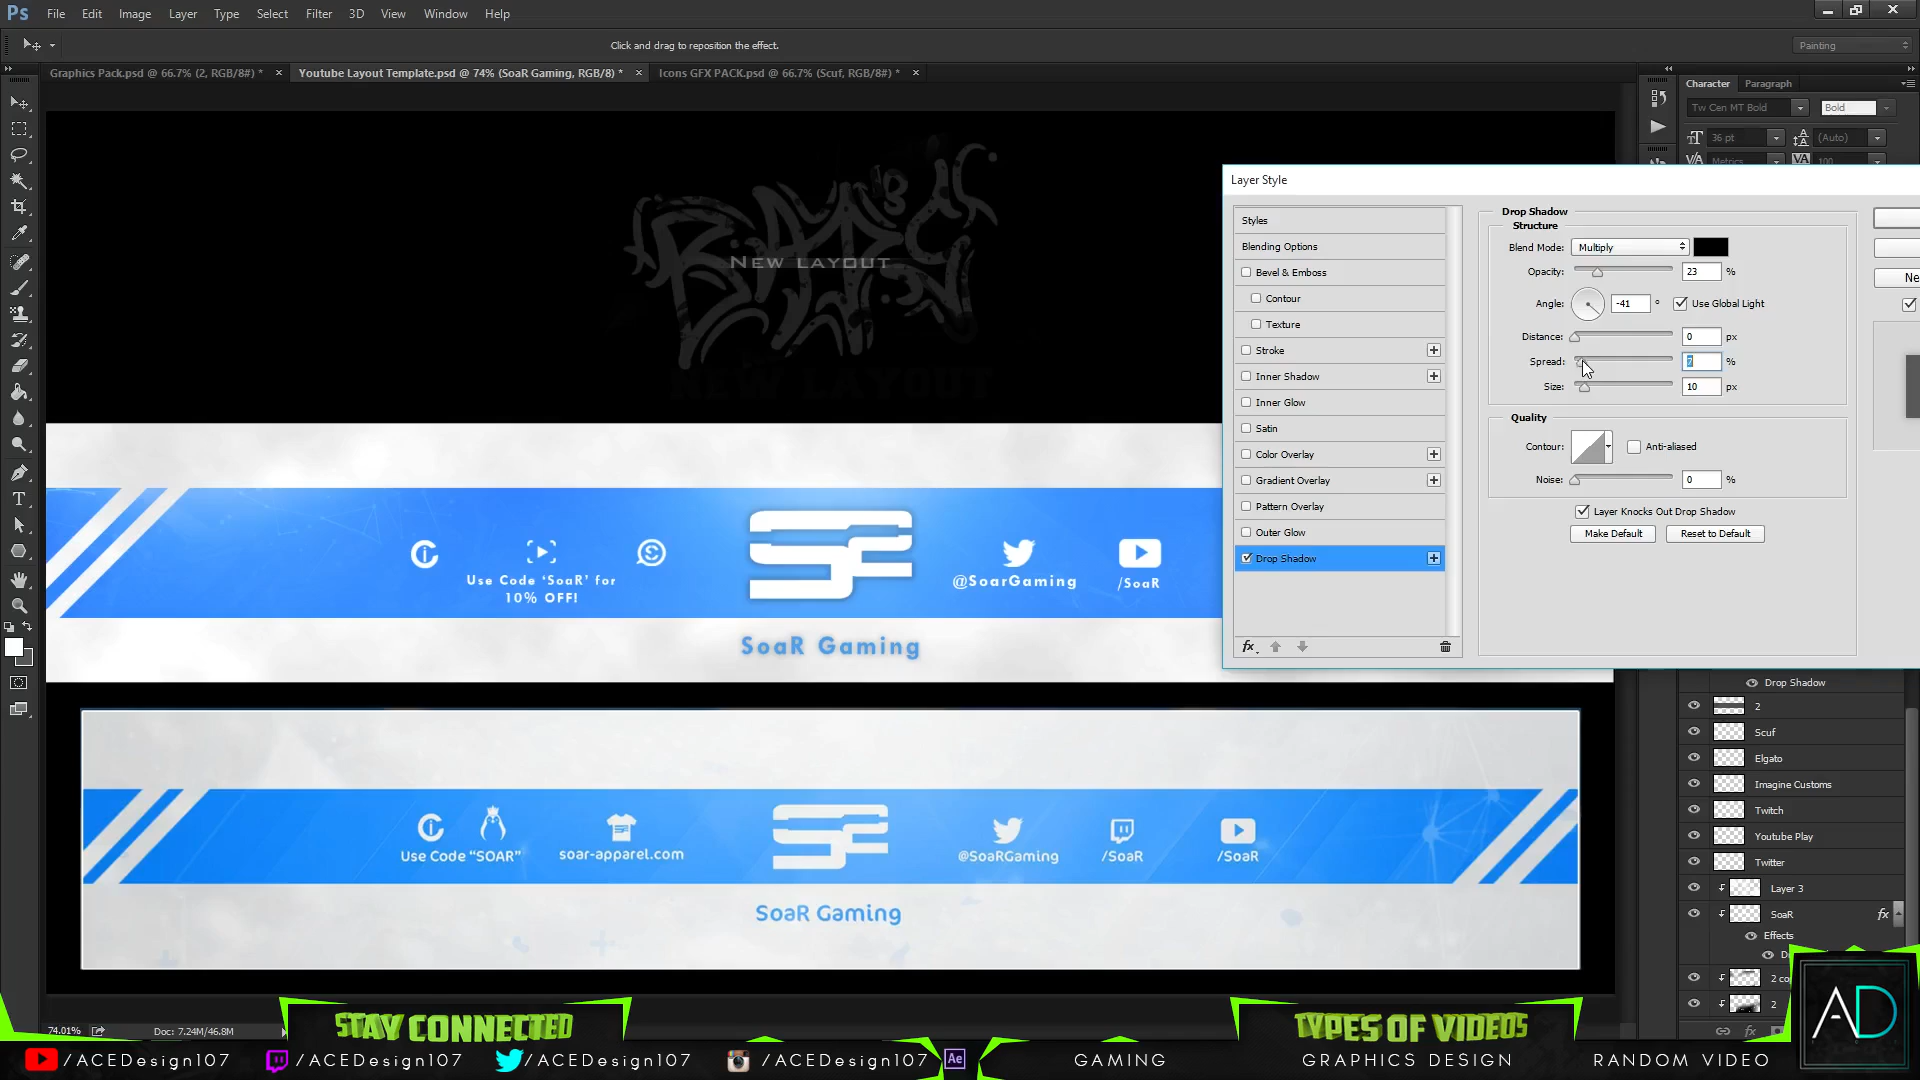 Ps File Edit Image Layer Type Select Filter 3D View Window Help
Click and drag to reposition the effect.
Painting
Graphics Pack.psd @ 66.7% (2, RGB/8#) * ×
Youtube Layout Template.psd @ 74% (SoaR Gaming, RGB/8) * ×
Icons GFX PACK.psd @ 66.7% (Scuf, RGB/8#) * ×
Character Paragraph
Tw Cen MT Bold Bold
36 pt (Auto)
Metrics 100
NEW LAYOUT
NEW LAYOUT
Layer Style
Styles
Blending Options
Bevel & Emboss
Contour
Texture
Stroke
Inner Shadow
Inner Glow
Satin
Color Overlay
Gradient Overlay
Pattern Overlay
Outer Glow
Drop Shadow
fx
Drop Shadow
Structure
Blend Mode: Multiply
Opacity: 23 %
Angle: -41 ° Use Global Light
Distance: 0 px
Spread: 7 %
Size: 10 px
Quality
Contour: Anti-aliased
Noise: 0 %
Layer Knocks Out Drop Shadow
Make Default Reset to Default
Ne
Use Code 'SoaR' for
10% OFF!
@SoarGaming
/SoaR
SoaR Gaming
Use Code "SOAR"
soar-apparel.com
@SoaRGaming
/SoaR
/SoaR
SoaR Gaming
Drop Shadow
2
Scuf
Elgato
Imagine Customs
Twitch
Youtube Play
Twitter
Layer 3
SoaR fx
Effects
D
2 co
2
fx
74.01% Doc: 7.24M/46.8M
STAY CONNECTED
TYPES OF VIDEOS
AD
/ACEDesign107
/ACEDesign107
/ACEDesign107
/ACEDesign107
Ae
GAMING
GRAPHICS DESIGN
RANDOM VIDEO